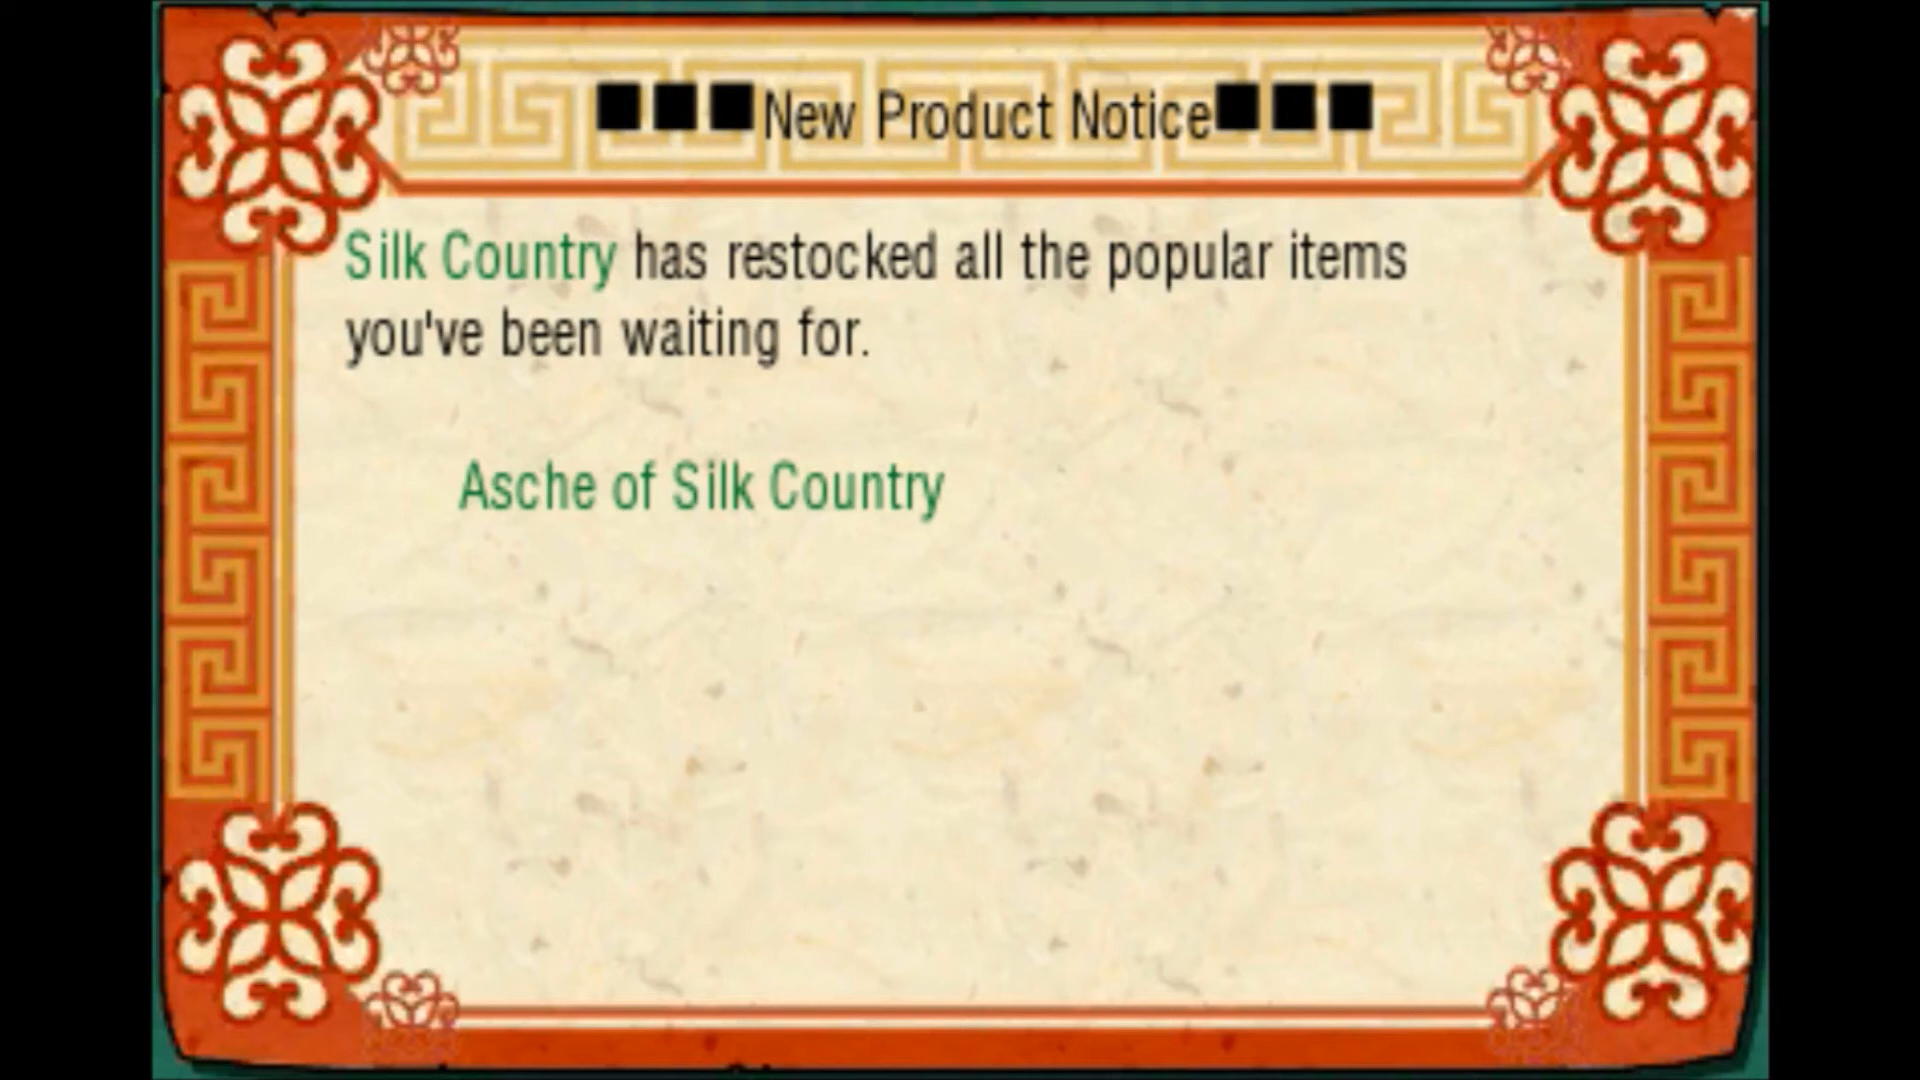 ■■■New Product Notice■■■
Silk Country has restocked all the popular items
you've been waiting for.
Asche of Silk Country